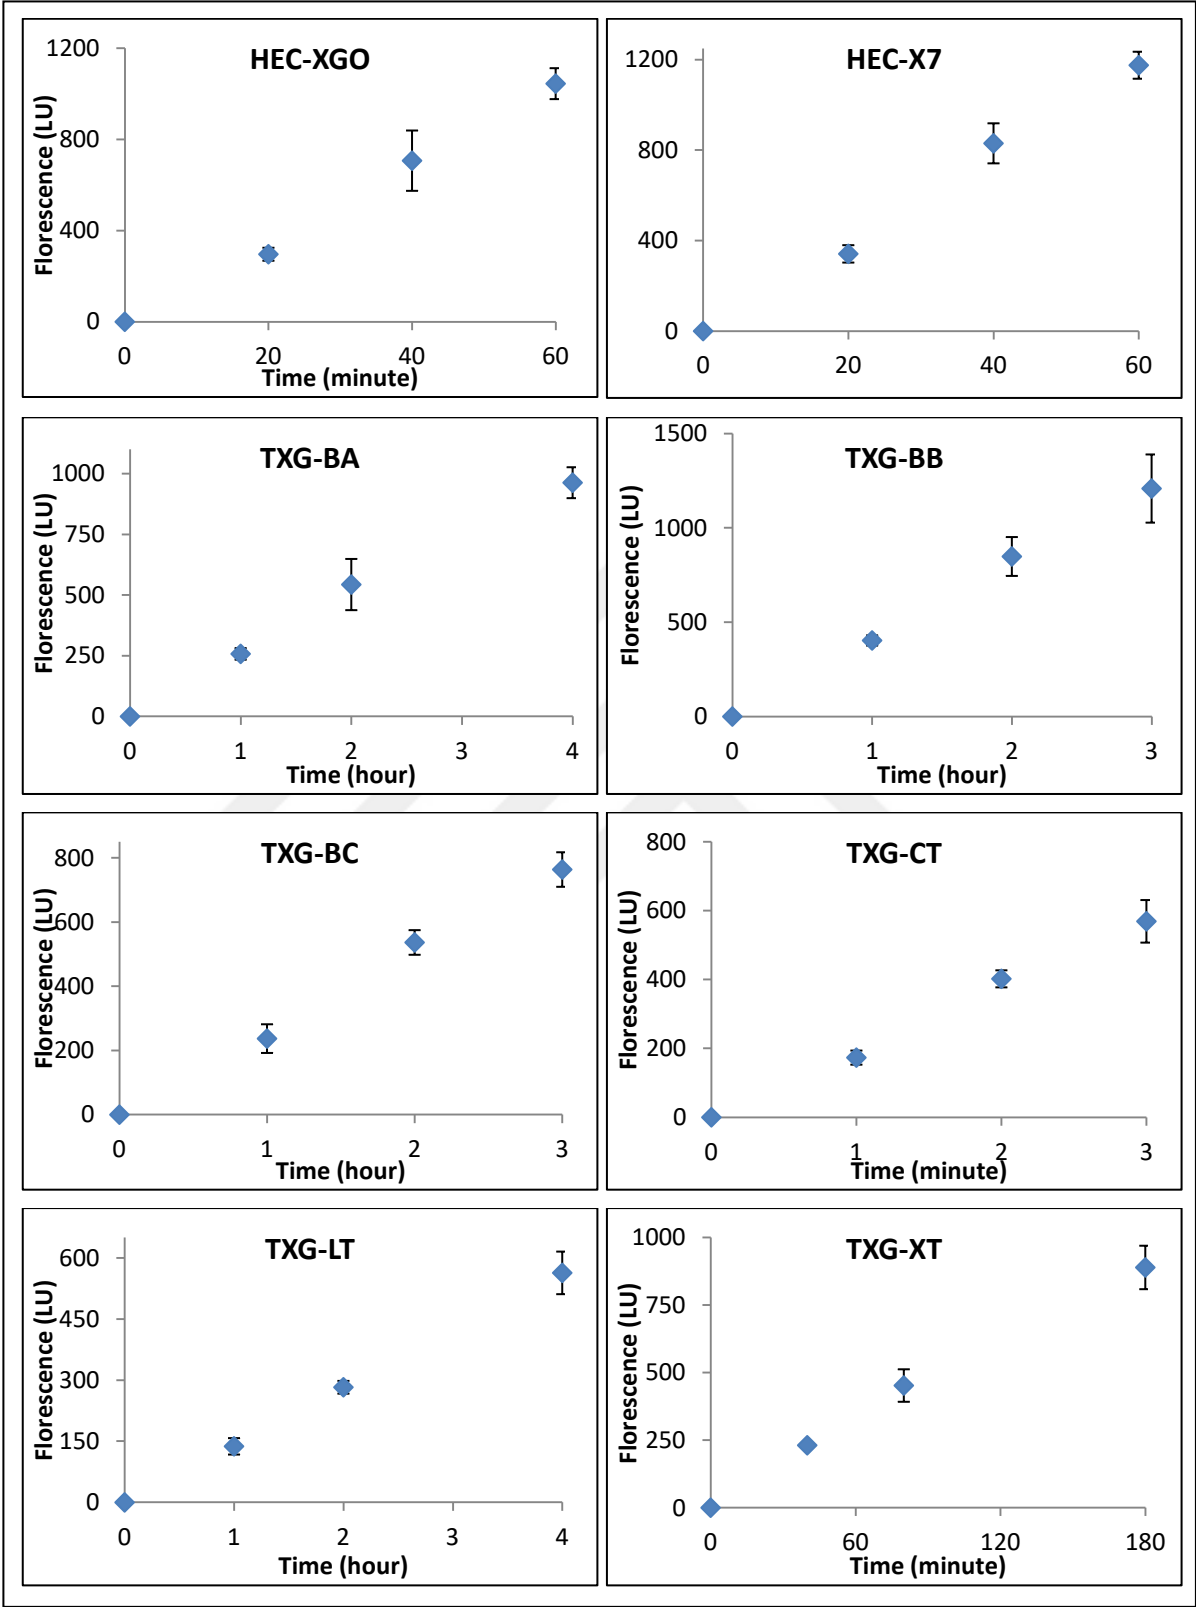 HEC-XGO
Florescence (LU)
1200
800
400
0
0 20 40 60
Time (minute)
HEC-X7
1200
800
400
0
0 20 40 60
TXG-BA
Florescence (LU)
1000
750
500
250
0
0 1 2 3 4
Time (hour)
TXG-BB
Florescence (LU)
1500
1000
500
0
0 1 2 3
Time (hour)
TXG-BC
Florescence (LU)
800
600
400
200
0
0 1 2 3
Time (hour)
TXG-CT
Florescence (LU)
800
600
400
200
0
0 1 2 3
Time (minute)
TXG-LT
Florescence (LU)
600
450
300
150
0
0 1 2 3 4
Time (hour)
TXG-XT
Florescence (LU)
1000
750
500
250
0
0 60 120 180
Time (minute)